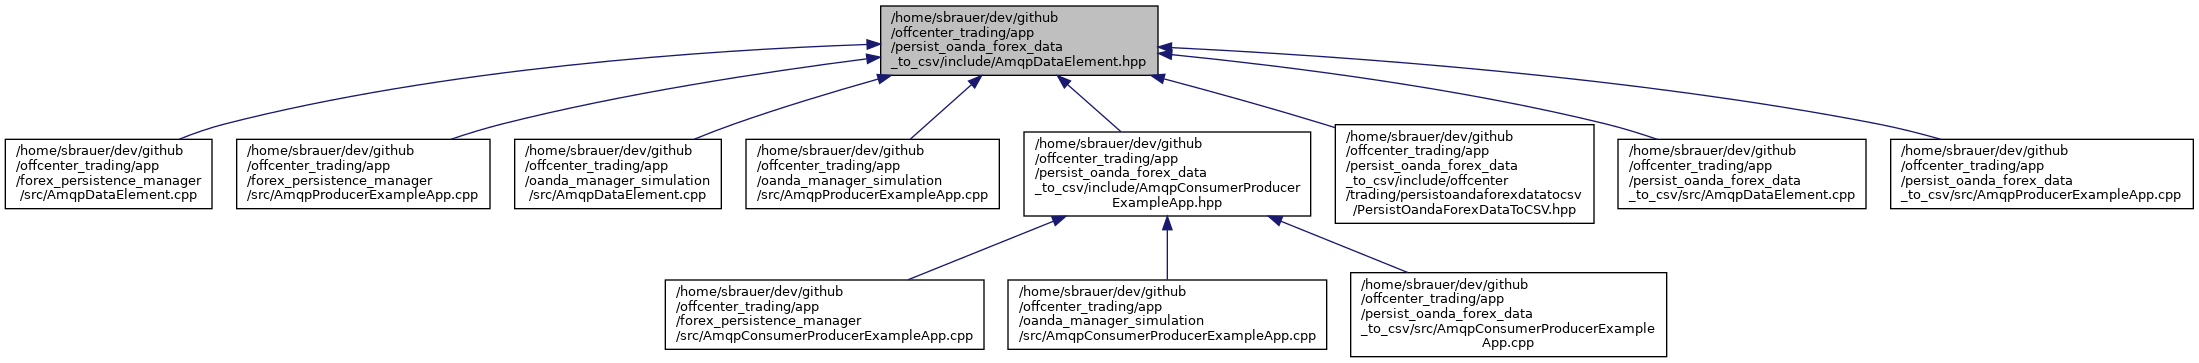 /home/sbrauer/dev/github
/offcenter_trading/app
/persist_oanda_forex_data
_to_csv/include/AmqpDataElement.hpp
/home/sbrauer/dev/github
/offcenter_trading/app
/forex_persistence_manager
/src/AmqpDataElement.cpp
/home/sbrauer/dev/github
/offcenter_trading/app
/forex_persistence_manager
/src/AmqpProducerExampleApp.cpp
/home/sbrauer/dev/github
/offcenter_trading/app
/oanda_manager_simulation
/src/AmqpDataElement.cpp
/home/sbrauer/dev/github
/offcenter_trading/app
/oanda_manager_simulation
/src/AmqpProducerExampleApp.cpp
/home/sbrauer/dev/github
/offcenter_trading/app
/persist_oanda_forex_data
_to_csv/include/AmqpConsumerProducer
ExampleApp.hpp
/home/sbrauer/dev/github
/offcenter_trading/app
/persist_oanda_forex_data
_to_csv/include/offcenter
/trading/persistoandaforexdatatocsv
/PersistOandaForexDataToCSV.hpp
/home/sbrauer/dev/github
/offcenter_trading/app
/persist_oanda_forex_data
_to_csv/src/AmqpDataElement.cpp
/home/sbrauer/dev/github
/offcenter_trading/app
/persist_oanda_forex_data
_to_csv/src/AmqpProducerExampleApp.cpp
/home/sbrauer/dev/github
/offcenter_trading/app
/forex_persistence_manager
/src/AmqpConsumerProducerExampleApp.cpp
/home/sbrauer/dev/github
/offcenter_trading/app
/oanda_manager_simulation
/src/AmqpConsumerProducerExampleApp.cpp
/home/sbrauer/dev/github
/offcenter_trading/app
/persist_oanda_forex_data
_to_csv/src/AmqpConsumerProducerExample
App.cpp